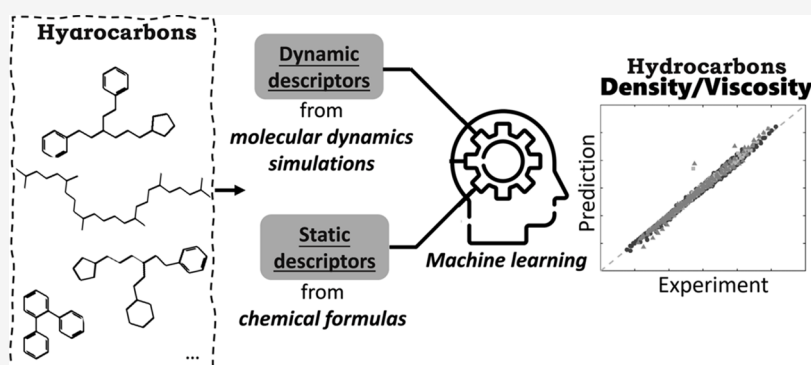 Hydrocarbons
...
Dynamic
descriptors
from
molecular dynamics
simulations
Static
descriptors
from
chemical formulas
Machine learning
Hydrocarbons
Density/Viscosity
Prediction
Experiment